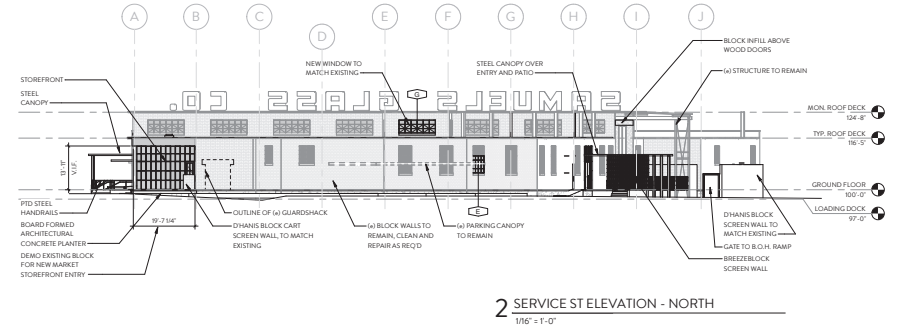 A B C D E F G H I J
BLOCK INFILL ABOVE
WOOD DOORS
NEW WINDOW TO
MATCH EXISTING
STEEL CANOPY OVER
ENTRY AND PATIO
(e) STRUCTURE TO REMAIN
STOREFRONT
STEEL
CANOPY
G
SAMUELS GLASS CO.
MON. ROOF DECK
124'-8"
TYP. ROOF DECK
116'-5"
13'-11"
V.I.F.
GROUND FLOOR
100'-0"
LOADING DOCK
97'-0"
PTD STEEL
HANDRAILS
BOARD FORMED
ARCHITECTURAL
CONCRETE PLANTER
DEMO EXISTING BLOCK
FOR NEW MARKET
STOREFRONT ENTRY
19'-7 1/4"
OUTLINE OF (e) GUARDSHACK
D'HANIS BLOCK CART
SCREEN WALL, TO MATCH
EXISTING
(e) BLOCK WALLS TO
REMAIN, CLEAN AND
REPAIR AS REQ'D
(e) PARKING CANOPY
TO REMAIN
E
D'HANIS BLOCK
SCREEN WALL TO
MATCH EXISTING
GATE TO B.O.H. RAMP
BREEZEBLOCK
SCREEN WALL
2 SERVICE ST ELEVATION - NORTH
1/16" = 1'-0"